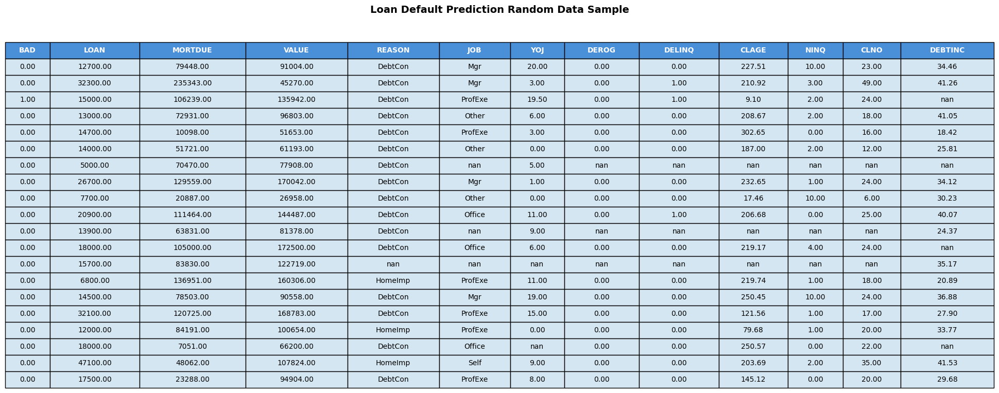 Loan Default Prediction Random Data Sample
BAD LOAN MORTDUE VALUE REASON JOB YOJ DEROG DELINQ CLAGE NINQ CLNO DEBTINC
0.00 12700.00 79448.00 91004.00 DebtCon Mgr 20.00 0.00 0.00 227.51 10.00 23.00 34.46
0.00 32300.00 235343.00 45270.00 DebtCon Mgr 3.00 0.00 1.00 210.92 3.00 49.00 41.26
1.00 15000.00 106239.00 135942.00 DebtCon ProfExe 19.50 0.00 1.00 9.10 2.00 24.00 nan
0.00 13000.00 72931.00 96803.00 DebtCon Other 6.00 0.00 0.00 208.67 2.00 18.00 41.05
0.00 14700.00 10098.00 51653.00 DebtCon ProfExe 3.00 0.00 0.00 302.65 0.00 16.00 18.42
0.00 14000.00 51721.00 61193.00 DebtCon Other 0.00 0.00 0.00 187.00 2.00 12.00 25.81
0.00 5000.00 70470.00 77908.00 DebtCon nan 5.00 nan nan nan nan nan nan
0.00 26700.00 129559.00 170042.00 DebtCon Mgr 1.00 0.00 0.00 232.65 1.00 24.00 34.12
0.00 7700.00 20887.00 26958.00 DebtCon Other 0.00 0.00 0.00 17.46 10.00 6.00 30.23
0.00 20900.00 111464.00 144487.00 DebtCon Office 11.00 0.00 1.00 206.68 0.00 25.00 40.07
0.00 13900.00 63831.00 81378.00 DebtCon nan 9.00 nan nan nan nan nan 24.37
0.00 18000.00 105000.00 172500.00 DebtCon Office 6.00 0.00 0.00 219.17 4.00 24.00 nan
0.00 15700.00 83830.00 122719.00 nan nan nan nan nan nan nan nan 35.17
0.00 6800.00 136951.00 160306.00 HomeImp ProfExe 11.00 0.00 0.00 219.74 1.00 18.00 20.89
0.00 14500.00 78503.00 90558.00 DebtCon Mgr 19.00 0.00 0.00 250.45 10.00 24.00 36.88
0.00 32100.00 120725.00 168783.00 DebtCon ProfExe 15.00 0.00 0.00 121.56 1.00 17.00 27.90
0.00 12000.00 84191.00 100654.00 HomeImp ProfExe 0.00 0.00 0.00 79.68 1.00 20.00 33.77
0.00 18000.00 7051.00 66200.00 DebtCon Office nan 0.00 0.00 250.57 0.00 22.00 nan
0.00 47100.00 48062.00 107824.00 HomeImp Self 9.00 0.00 0.00 203.69 2.00 35.00 41.53
0.00 17500.00 23288.00 94904.00 DebtCon ProfExe 8.00 0.00 0.00 145.12 0.00 20.00 29.68